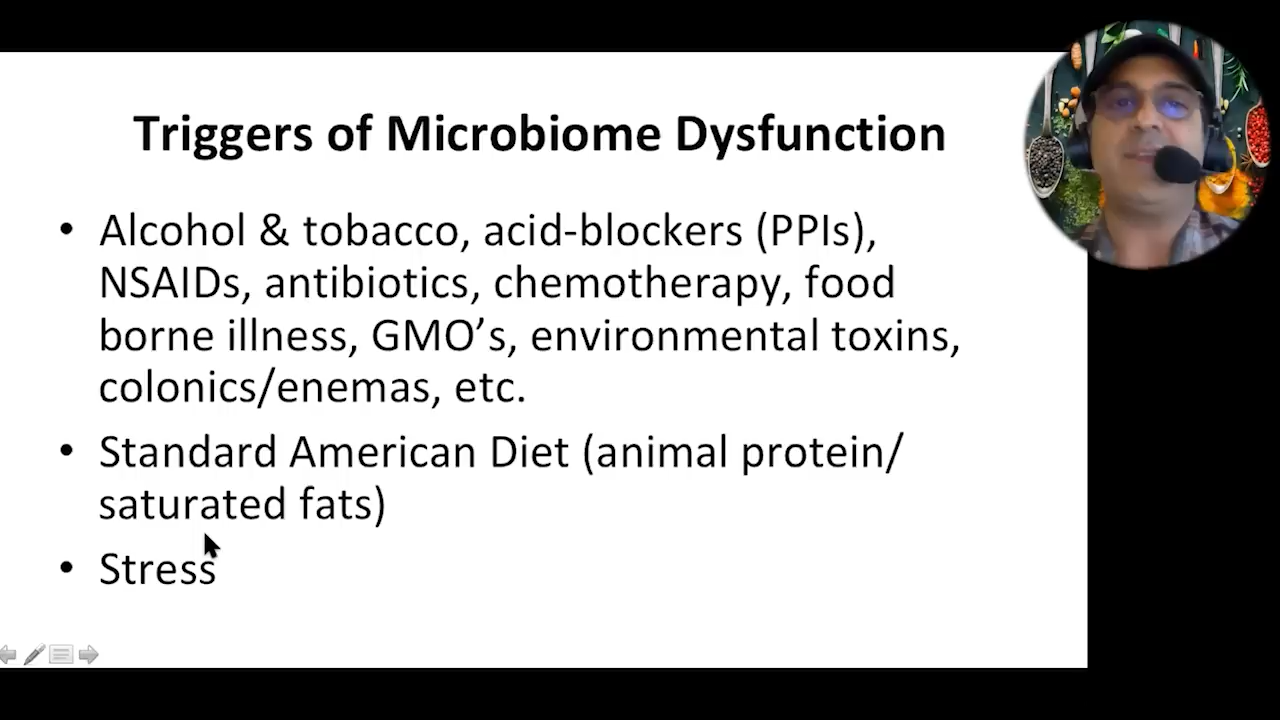 Triggers of Microbiome Dysfunction
• Alcohol & tobacco, acid-blockers (PPIs),
NSAIDs, antibiotics, chemotherapy, food
borne illness, GMO’s, environmental toxins,
colonics/enemas, etc.
• Standard American Diet (animal protein/
saturated fats)
• Stress